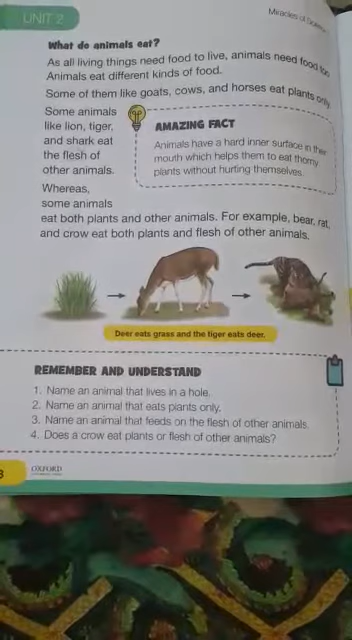 UNIT 2
Miracles of
What do animals eat?
As all living things need food to live, animals need food too.
Animals eat different kinds of food.
Some of them like goats, cows, and horses eat plants only.
Some animals
like lion, tiger,
and shark eat
the flesh of
other animals.
Whereas,
some animals
eat both plants and other animals. For example, bear, rat,
and crow eat both plants and flesh of other animals.
AMAZING FACT
Animals have a hard inner surface in their
mouth which helps them to eat thorny
plants without hurting themselves.
Deer eats grass and the tiger eats deer.
REMEMBER AND UNDERSTAND
1. Name an animal that lives in a hole.
2. Name an animal that eats plants only.
3. Name an animal that feeds on the flesh of other animals.
4. Does a crow eat plants or flesh of other animals?
OXFORD